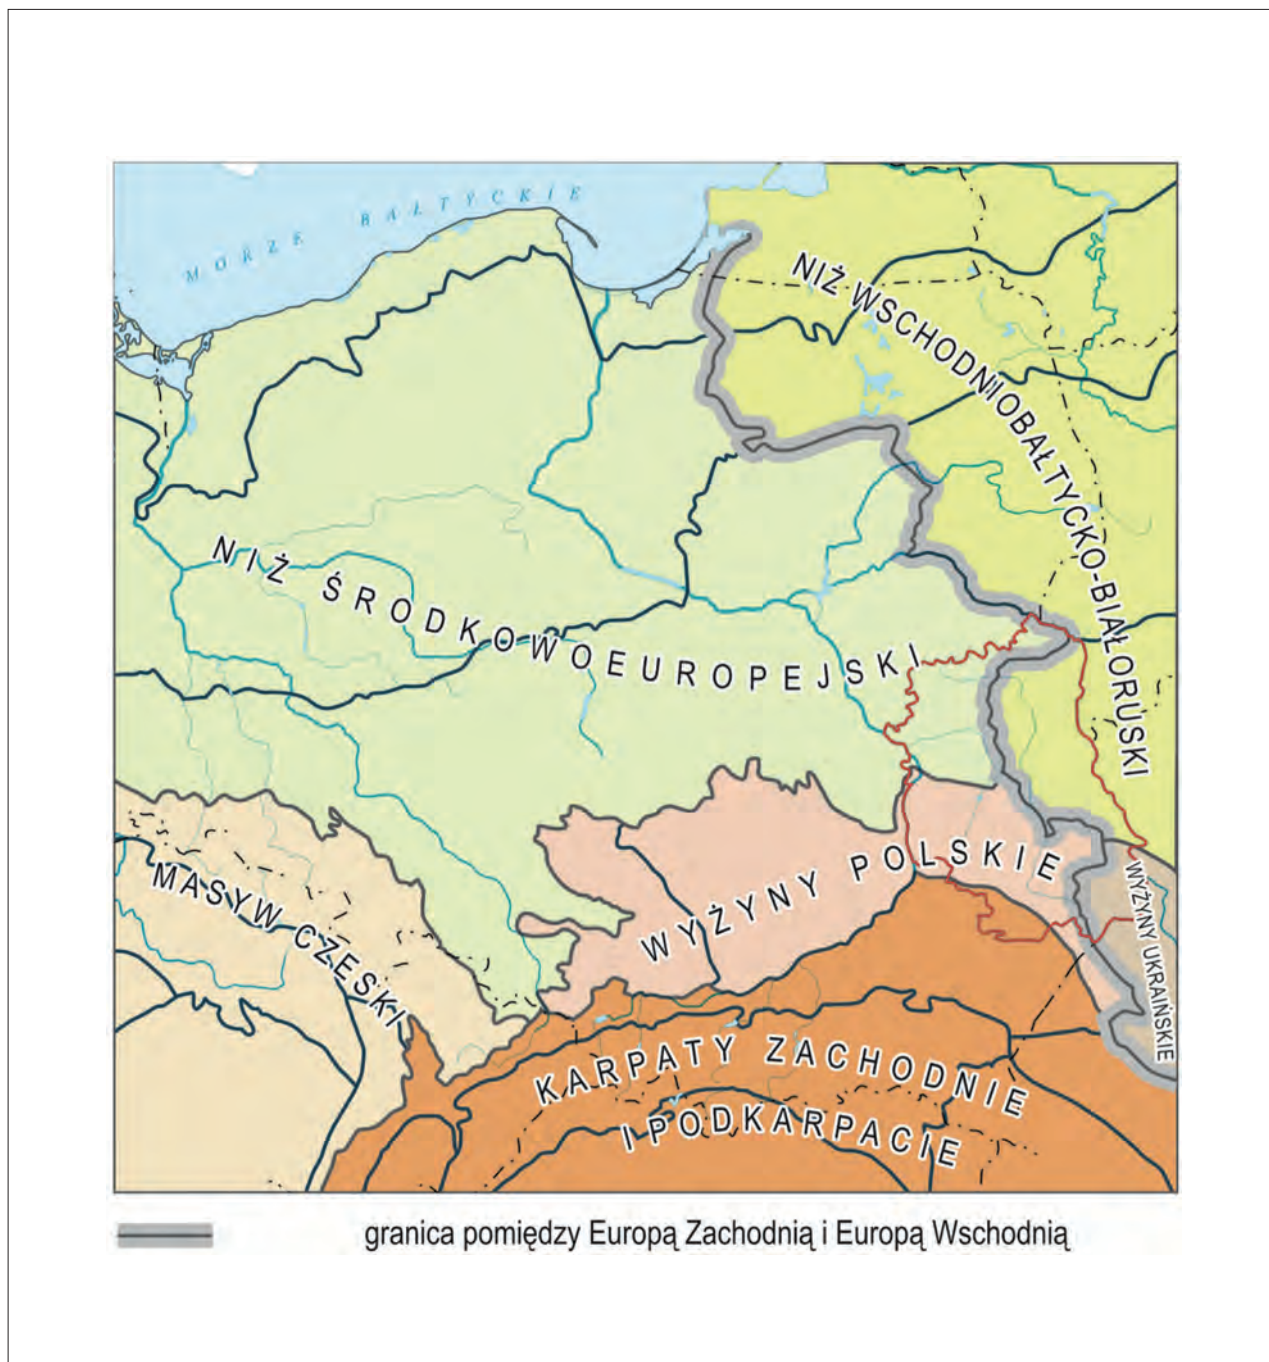 MORZE BAŁTYCKIE
NIŻ WSCHODNIOBAŁTYCKO-BIAŁORUSKI
NIŻ ŚRODKOWOEUROPEJSKI
WYŻYNY POLSKIE
MASYW CZESKI
WYŻYNY UKRAIŃSKIE
KARPATY ZACHODNIE
I PODKARPACIE
granica pomiędzy Europą Zachodnią i Europą Wschodnią